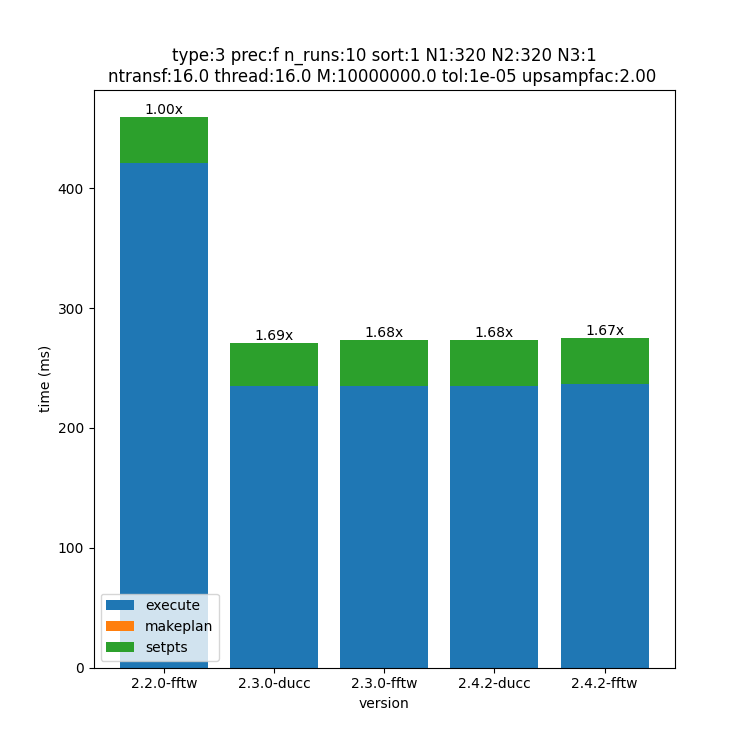 type:3 prec:f n_runs:10 sort:1 N1:320 N2:320 N3:1
ntransf:16.0 thread:16.0 M:10000000.0 tol:1e-05 upsampfac:2.00
1.00x
1.69x
1.68x
1.68x
1.67x
400
300
200
100
0
time (ms)
execute
makeplan
setpts
2.2.0-fftw
2.3.0-ducc
2.3.0-fftw
2.4.2-ducc
2.4.2-fftw
version